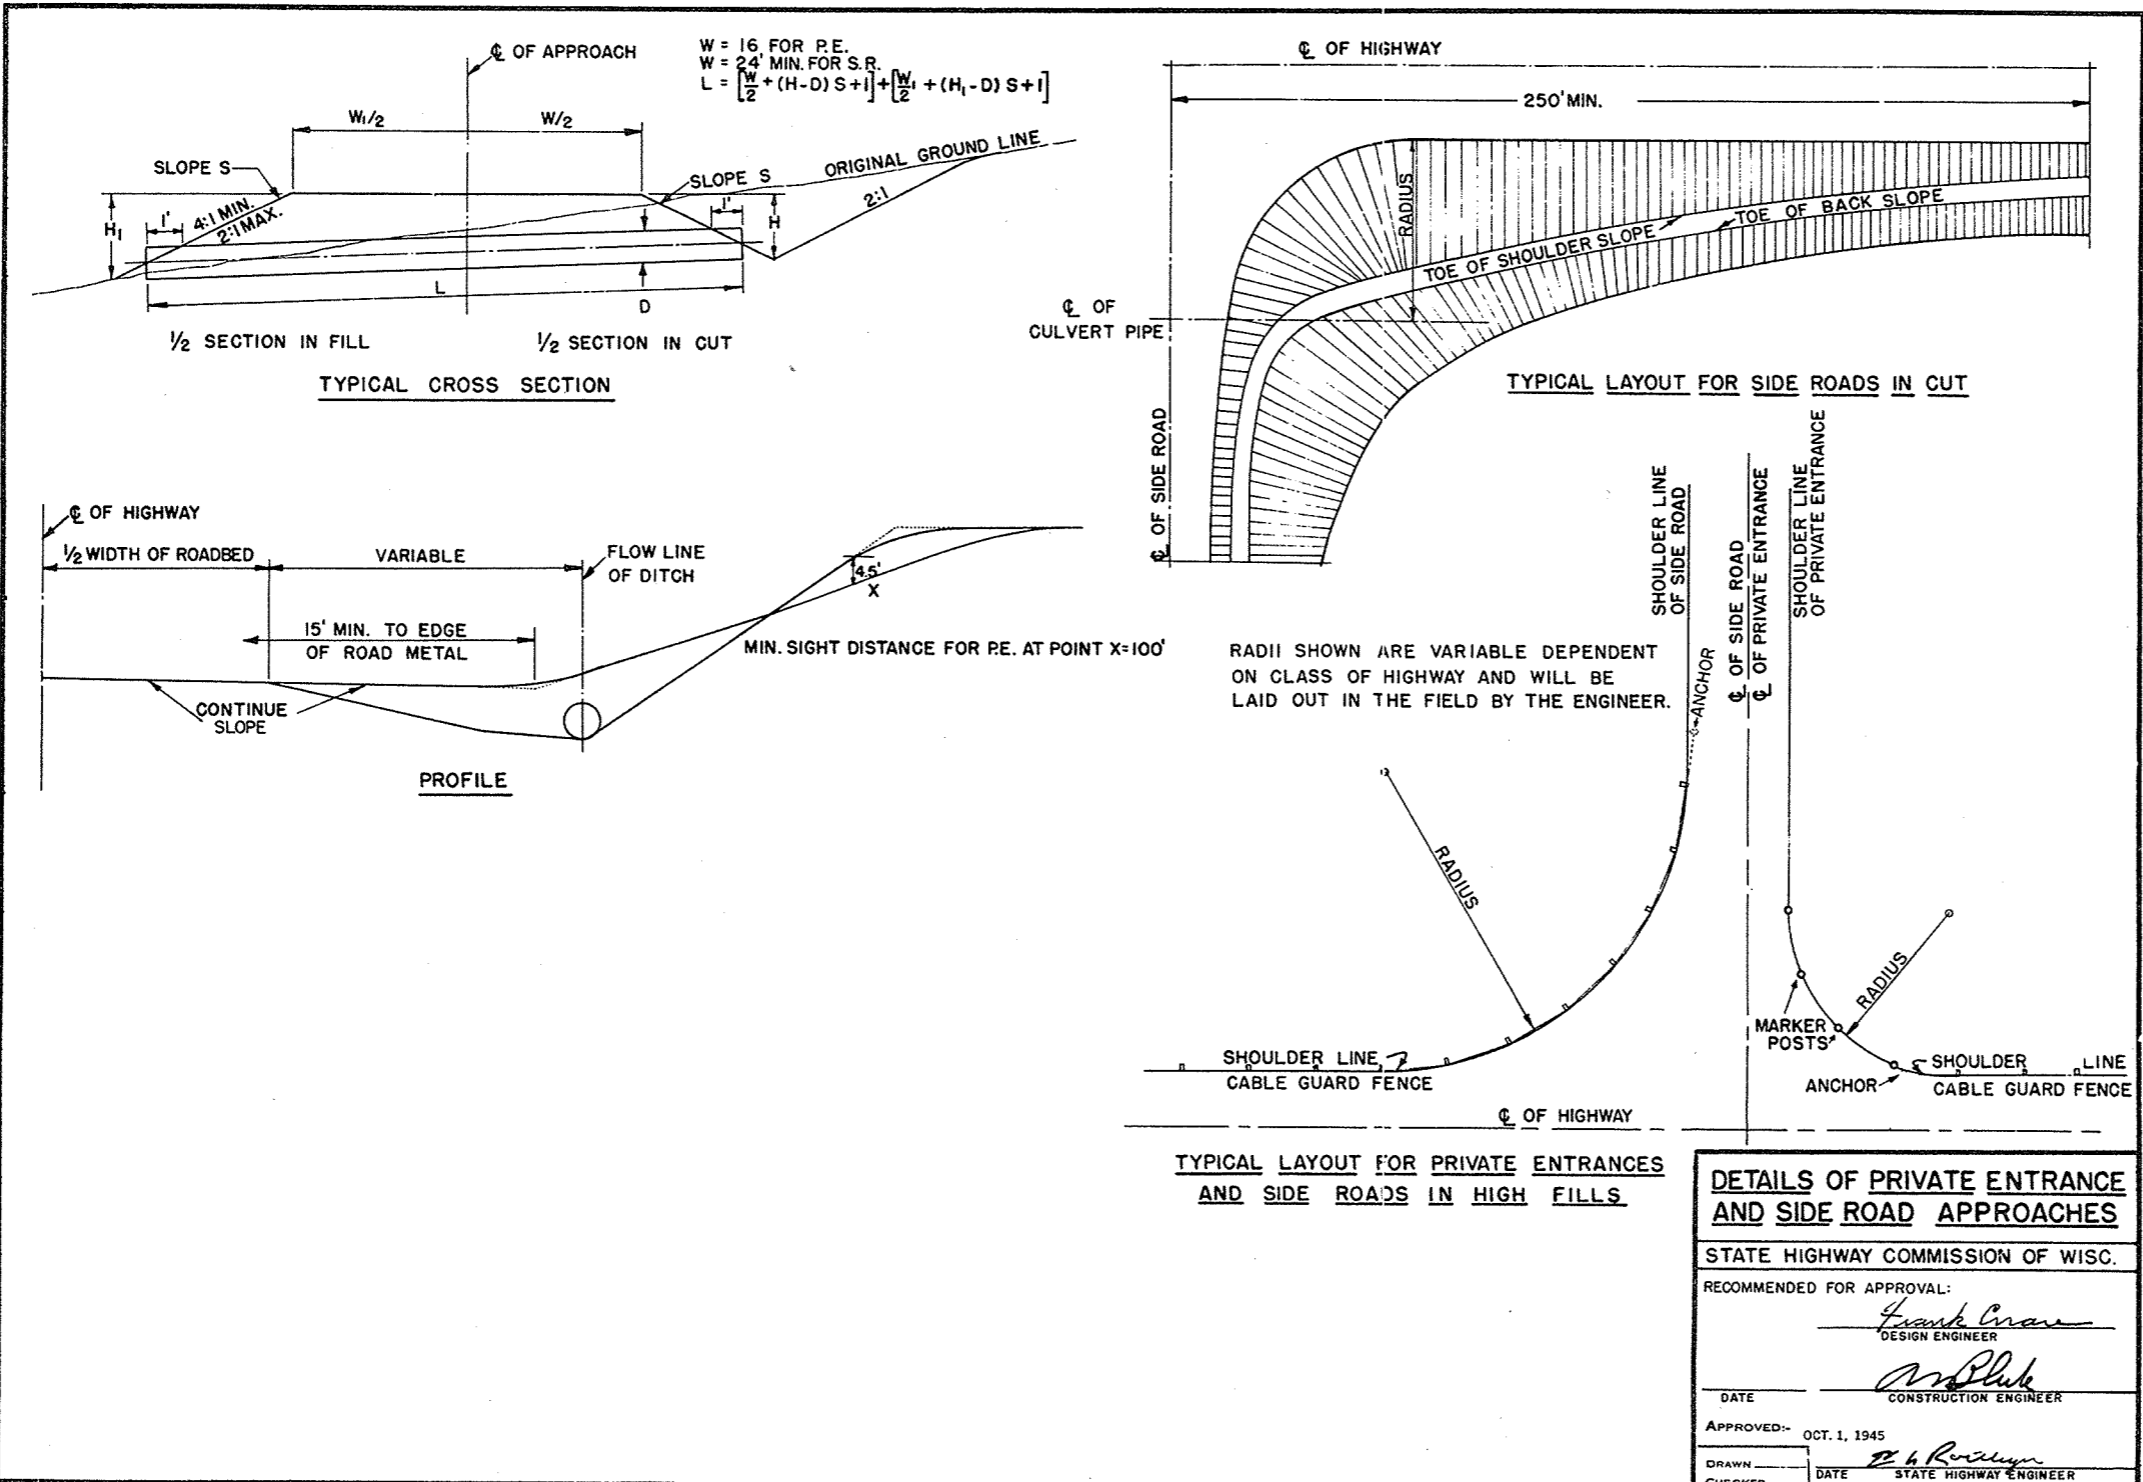 ℄ OF APPROACH
W = 16 FOR P.E.
W = 24' MIN. FOR S.R.
L = [W/2 + (H-D) S+1]+[W1/2 + (H1-D) S+1]
W1/2
W/2
SLOPE S
SLOPE S
ORIGINAL GROUND LINE
4:1 MIN.
2:1 MAX.
2:1
H1
1'
1'
H
L
D
1/2 SECTION IN FILL
1/2 SECTION IN CUT
TYPICAL CROSS SECTION
℄ OF HIGHWAY
250' MIN.
RADIUS
TOE OF SHOULDER SLOPE
TOE OF BACK SLOPE
℄ OF
CULVERT PIPE
℄ OF SIDE ROAD
TYPICAL LAYOUT FOR SIDE ROADS IN CUT
℄ OF HIGHWAY
1/2 WIDTH OF ROADBED
VARIABLE
FLOW LINE
OF DITCH
4.5'
X
15' MIN. TO EDGE
OF ROAD METAL
CONTINUE
SLOPE
MIN. SIGHT DISTANCE FOR P.E. AT POINT X=100'
PROFILE
RADII SHOWN ARE VARIABLE DEPENDENT
ON CLASS OF HIGHWAY AND WILL BE
LAID OUT IN THE FIELD BY THE ENGINEER.
SHOULDER LINE
OF SIDE ROAD
℄ OF SIDE ROAD
℄ OF PRIVATE ENTRANCE
SHOULDER LINE
OF PRIVATE ENTRANCE
ANCHOR
RADIUS
RADIUS
MARKER
POSTS
SHOULDER LINE
CABLE GUARD FENCE
ANCHOR
SHOULDER LINE
CABLE GUARD FENCE
℄ OF HIGHWAY
TYPICAL LAYOUT FOR PRIVATE ENTRANCES
AND SIDE ROADS IN HIGH FILLS
DETAILS OF PRIVATE ENTRANCE
AND SIDE ROAD APPROACHES
STATE HIGHWAY COMMISSION OF WISC.
RECOMMENDED FOR APPROVAL:
Frank
DESIGN ENGINEER
DATE
CONSTRUCTION ENGINEER
APPROVED:- OCT. 1, 1945
DRAWN
DATE
STATE HIGHWAY ENGINEER